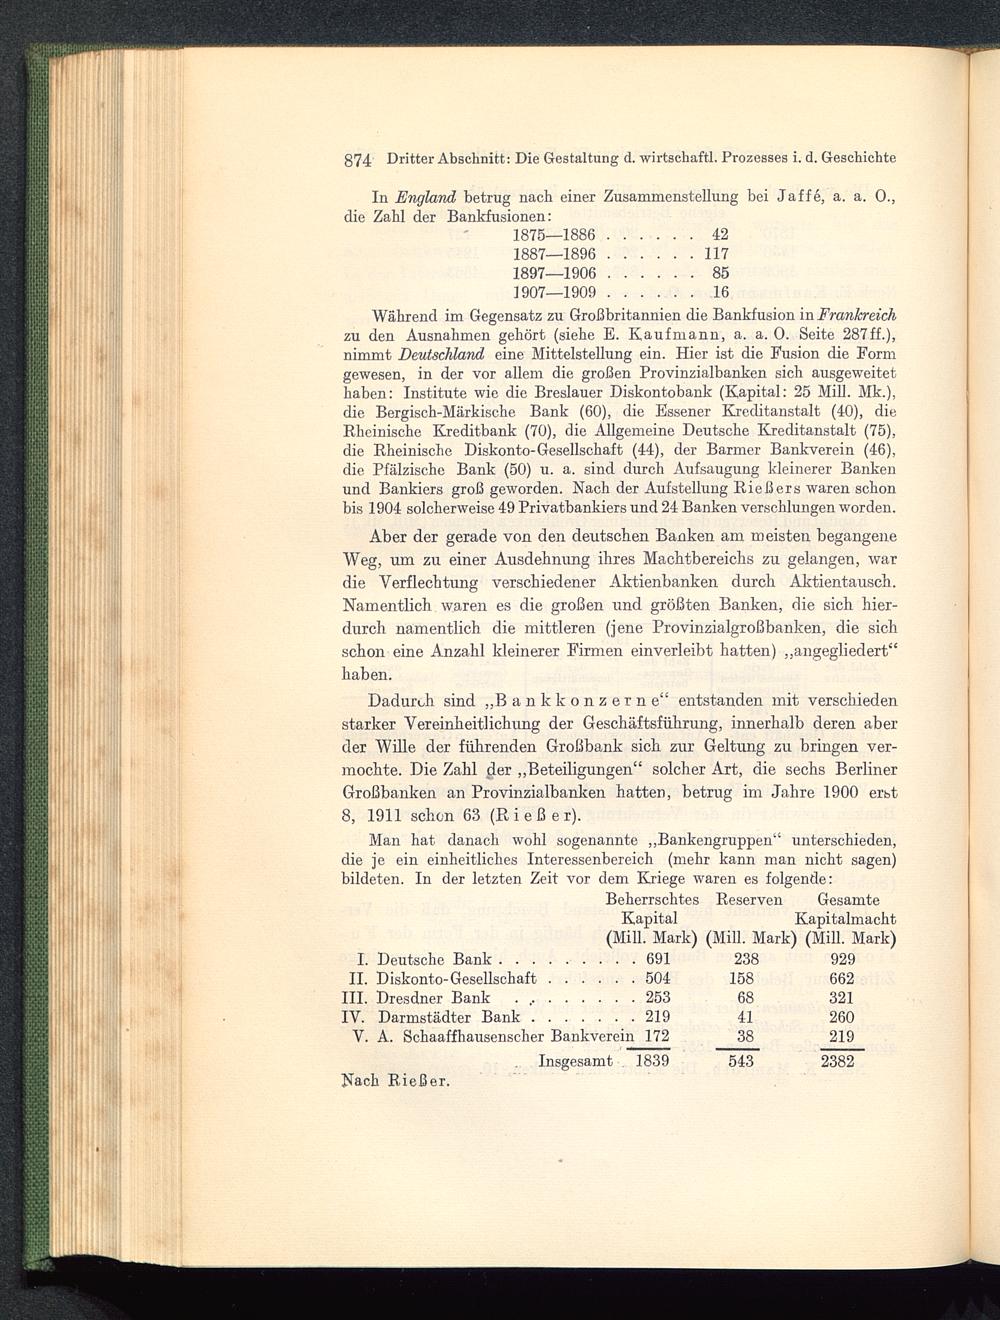 874 Dritter Abschnitt: Die Gestaltung d. wirtschaftl. Prozesses i. d. Geschichte
In England betrug nach einer Zusammenstellung bei Jaffé, a. a. O.,
die Zahl der Bankfusionen:
1875—1886 . . . . . . 42
1887—1896 . . . . . . 117
1897—1906 . . . . . . 85
1907—1909 . . . . . . 16
Während im Gegensatz zu Großbritannien die Bankfusion in Frankreich
zu den Ausnahmen gehört (siehe E. Kaufmann, a. a. O. Seite 287ff.),
nimmt Deutschland eine Mittelstellung ein. Hier ist die Fusion die Form
gewesen, in der vor allem die großen Provinzialbanken sich ausgeweitet
haben: Institute wie die Breslauer Diskontobank (Kapital: 25 Mill. Mk.),
die Bergisch-Märkische Bank (60), die Essener Kreditanstalt (40), die
Rheinische Kreditbank (70), die Allgemeine Deutsche Kreditanstalt (75),
die Rheinische Diskonto-Gesellschaft (44), der Barmer Bankverein (46),
die Pfälzische Bank (50) u. a. sind durch Aufsaugung kleinerer Banken
und Bankiers groß geworden. Nach der Aufstellung Rießers waren schon
bis 1904 solcherweise 49 Privatbankiers und 24 Banken verschlungen worden.
Aber der gerade von den deutschen Banken am meisten begangene
Weg, um zu einer Ausdehnung ihres Machtbereichs zu gelangen, war
die Verflechtung verschiedener Aktienbanken durch Aktientausch.
Namentlich waren es die großen und größten Banken, die sich hier-
durch namentlich die mittleren (jene Provinzialgroßbanken, die sich
schon eine Anzahl kleinerer Firmen einverleibt hatten) „angegliedert“
haben.
Dadurch sind „Bankkonzerne“ entstanden mit verschieden
starker Vereinheitlichung der Geschäftsführung, innerhalb deren aber
der Wille der führenden Großbank sich zur Geltung zu bringen ver-
mochte. Die Zahl der „Beteiligungen“ solcher Art, die sechs Berliner
Großbanken an Provinzialbanken hatten, betrug im Jahre 1900 erst
8, 1911 schon 63 (Rießer).
Man hat danach wohl sogenannte „Bankengruppen“ unterschieden,
die je ein einheitliches Interessenbereich (mehr kann man nicht sagen)
bildeten. In der letzten Zeit vor dem Kriege waren es folgende:
Beherrschtes Reserven Gesamte
Kapital Kapitalmacht
(Mill. Mark) (Mill. Mark) (Mill. Mark)
I. Deutsche Bank . . . . . . . . 691 238 929
II. Diskonto-Gesellschaft . . . . . . 504 158 662
III. Dresdner Bank . . . . . . . . 253 68 321
IV. Darmstädter Bank . . . . . . . 219 41 260
V. A. Schaaffhausenscher Bankverein 172 38 219
Insgesamt 1839 543 2382
Nach Rießer.